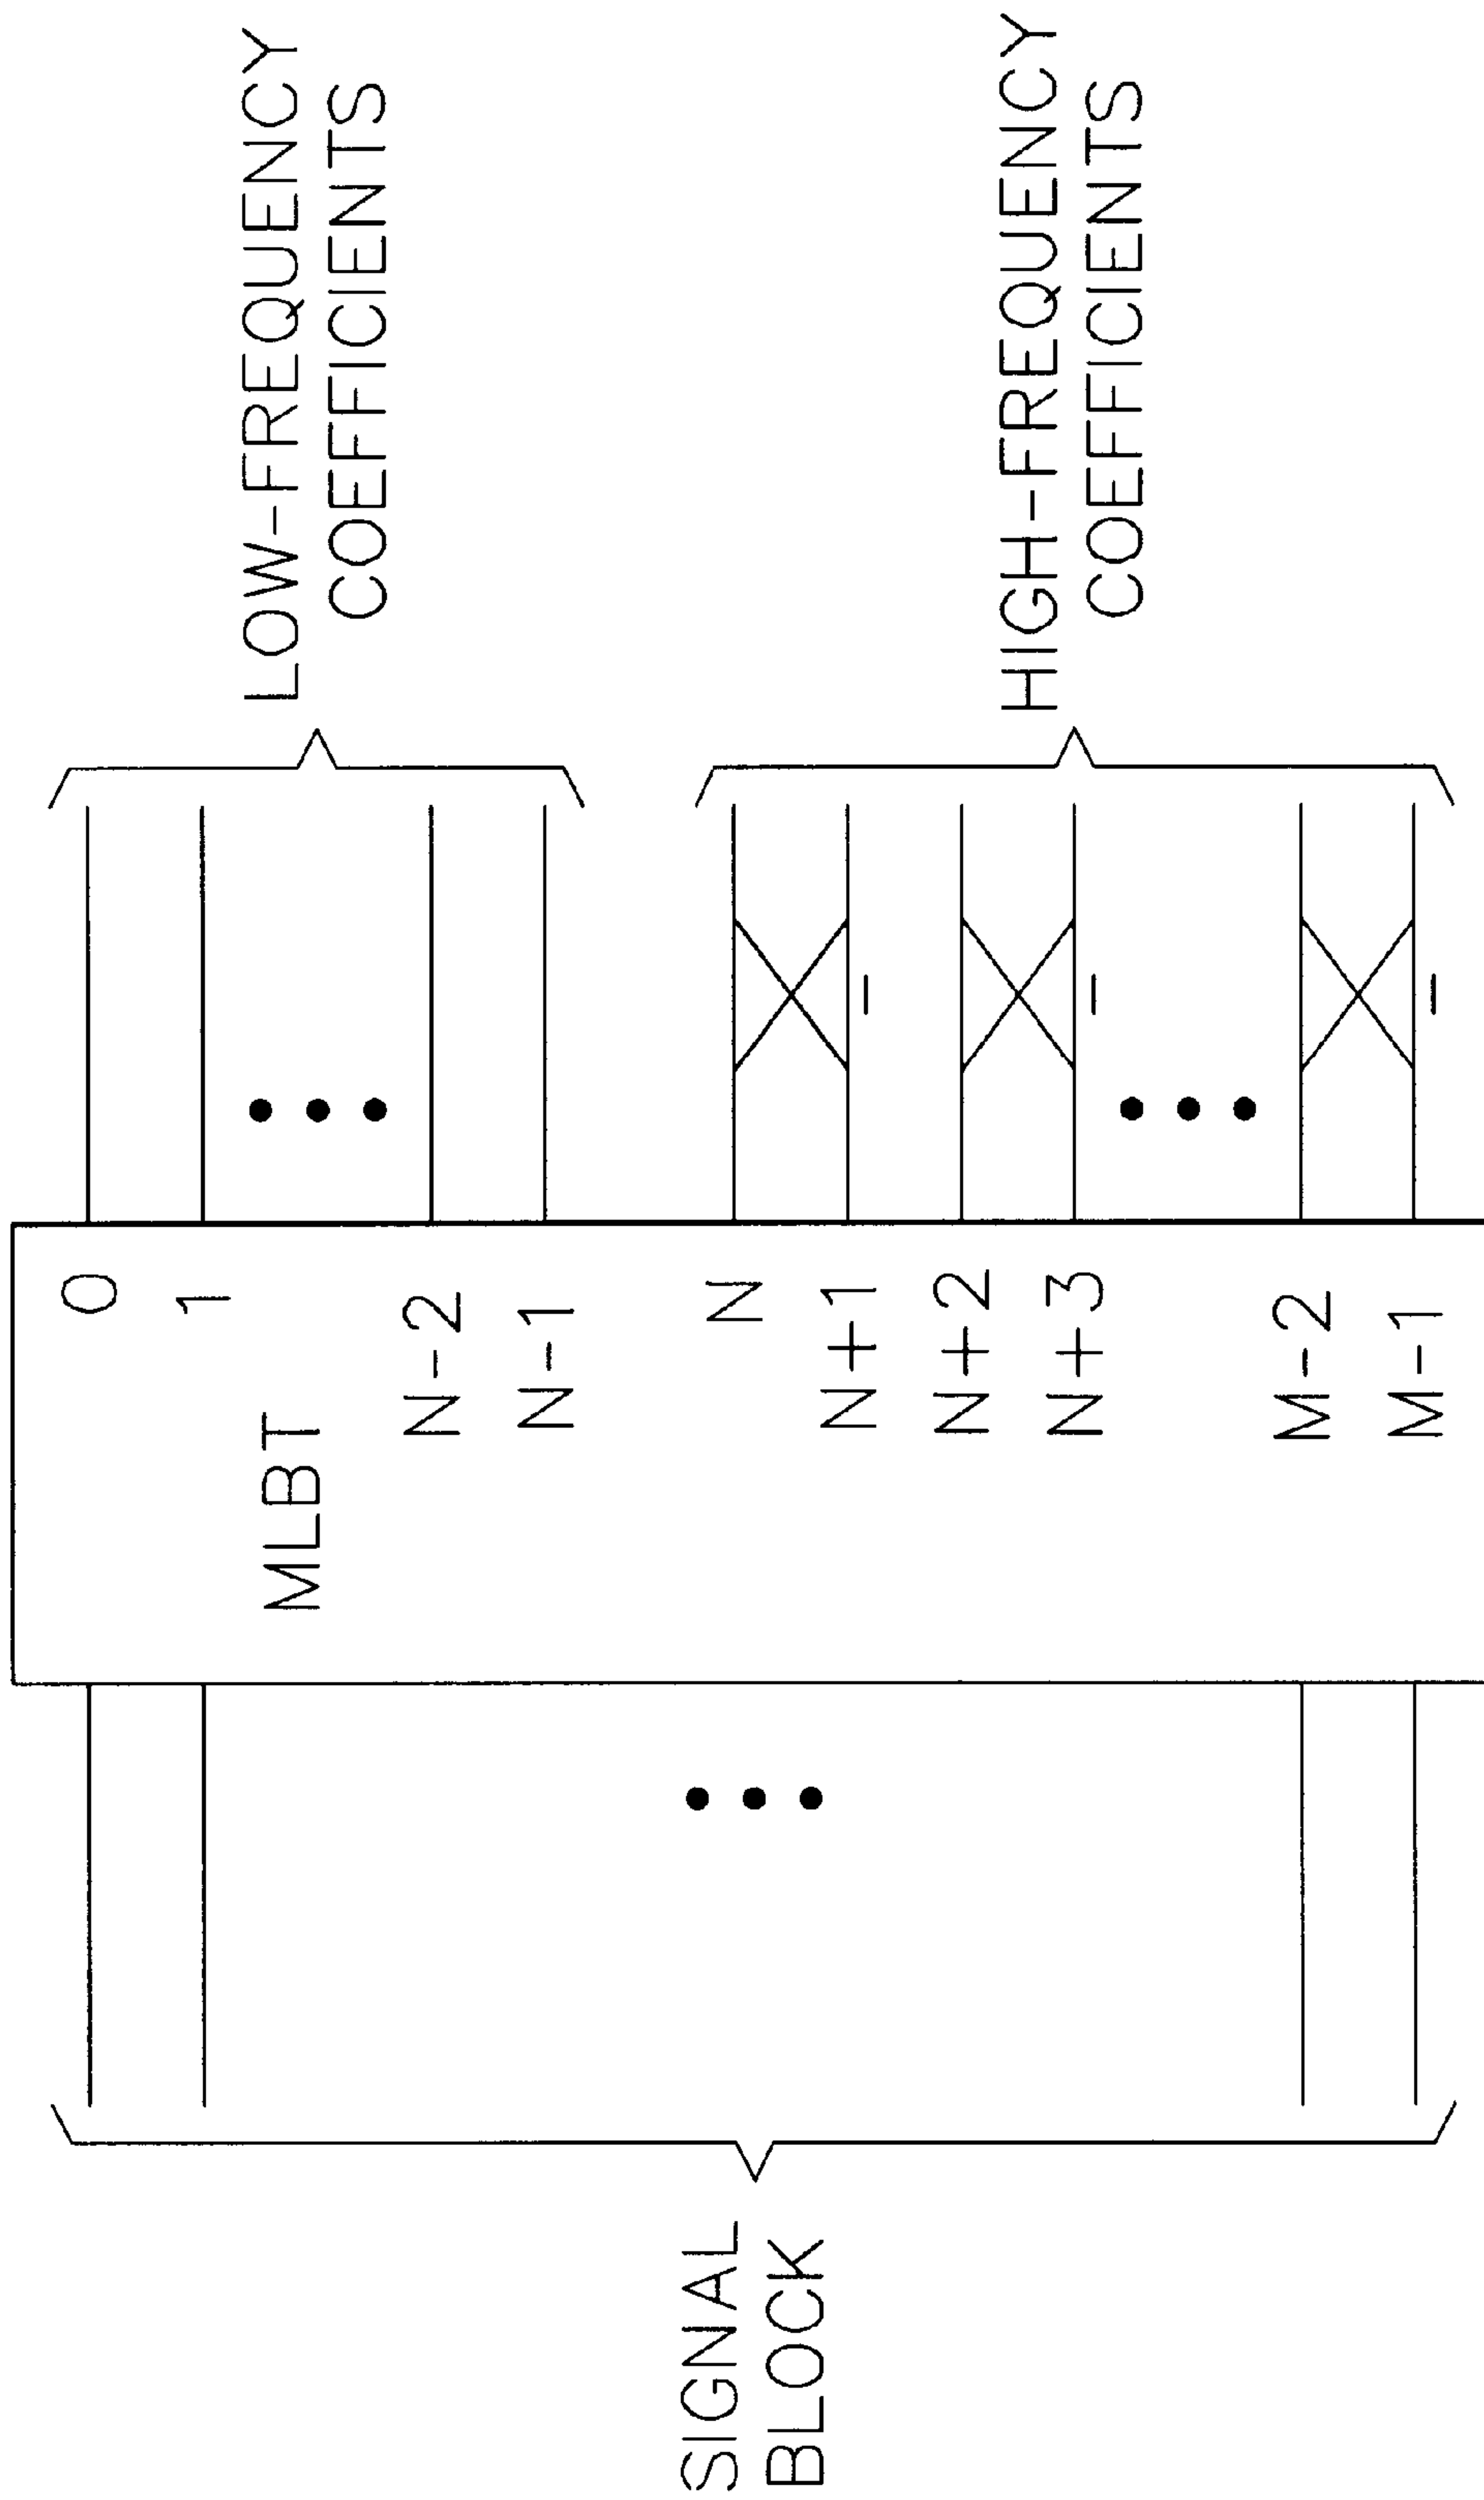 SIGNAL
BLOCK
MLBT
0
1
N-2
N-1
N
N+1
N+2
N+3
M-2
M-1
LOW-FREQUENCY
COEFFICIENTS
HIGH-FREQUENCY
COEFFICIENTS